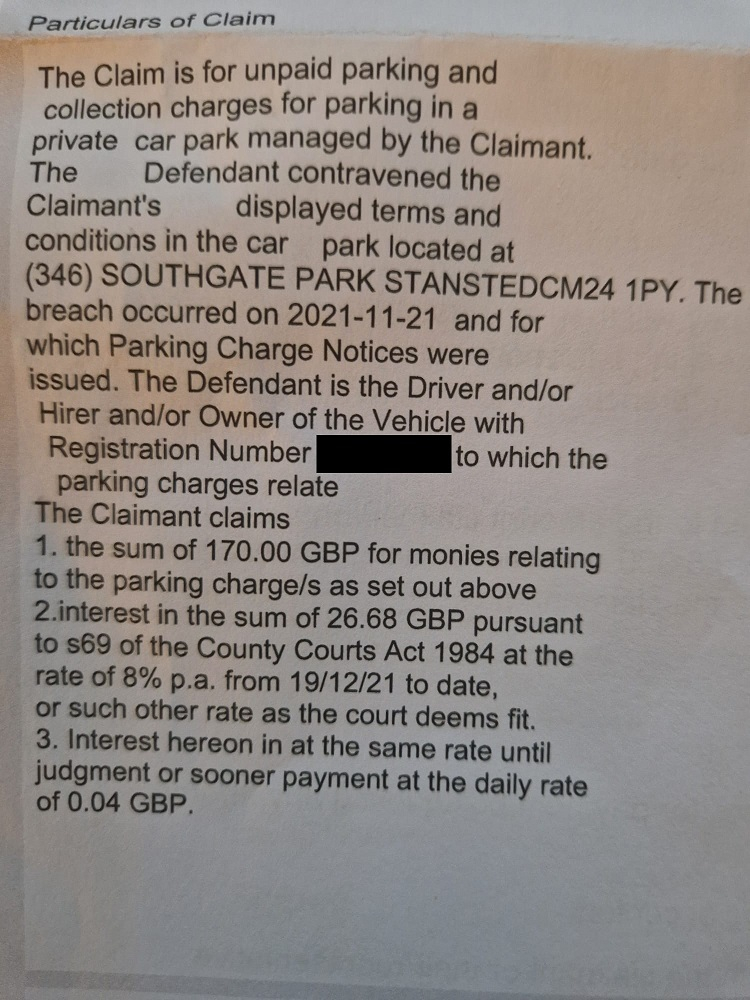 Particulars of Claim
The Claim is for unpaid parking and
collection charges for parking in a
private car park managed by the Claimant.
The Defendant contravened the
Claimant's displayed terms and
conditions in the car park located at
(346) SOUTHGATE PARK STANSTEDCM24 1PY. The
breach occurred on 2021-11-21 and for
which Parking Charge Notices were
issued. The Defendant is the Driver and/or
Hirer and/or Owner of the Vehicle with
Registration Number to which the
parking charges relate
The Claimant claims
1. the sum of 170.00 GBP for monies relating
to the parking charge/s as set out above
2.interest in the sum of 26.68 GBP pursuant
to s69 of the County Courts Act 1984 at the
rate of 8% p.a. from 19/12/21 to date,
or such other rate as the court deems fit.
3. Interest hereon in at the same rate until
judgment or sooner payment at the daily rate
of 0.04 GBP.